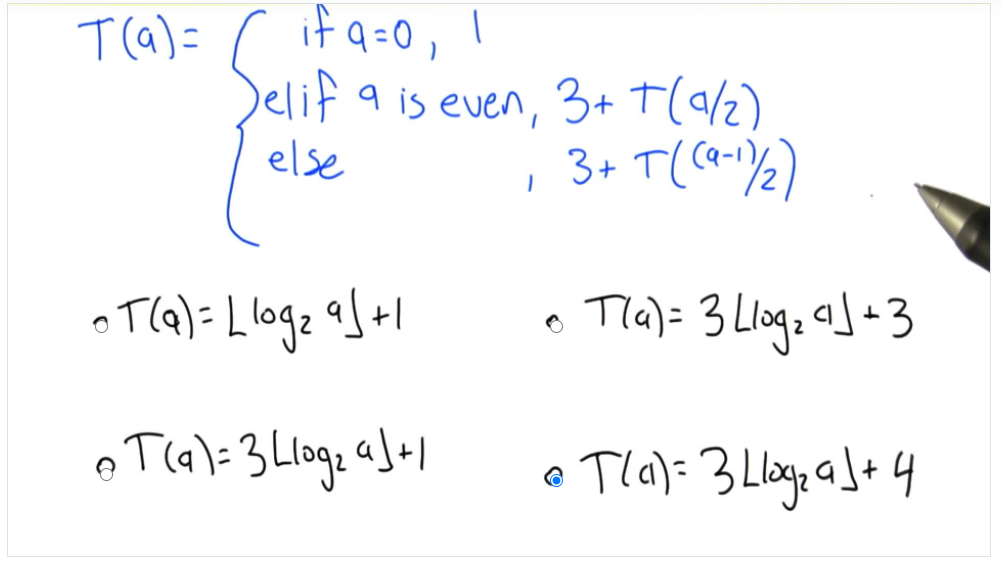 T(a)= { if a=0, 1
elif a is even, 3+ T(a/2)
else , 3+ T((a-1)/2)
T(a)= ⌊log₂ a⌋+1
T(a)= 3⌊log₂ a⌋+3
T(a)=3⌊log₂ a⌋+1
T(a)= 3⌊log₂ a⌋+ 4